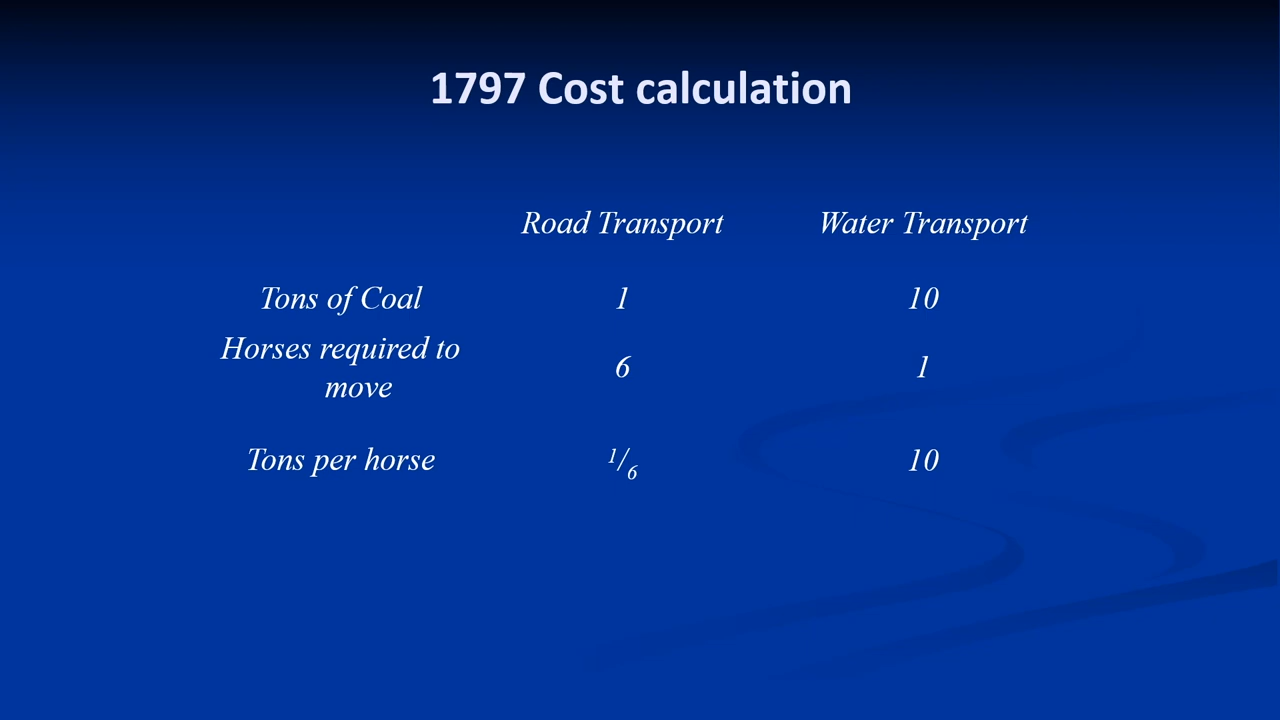 1797 Cost calculation
Road Transport Water Transport
Tons of Coal 1 10
Horses required to
move 6 1
Tons per horse 1/6 10